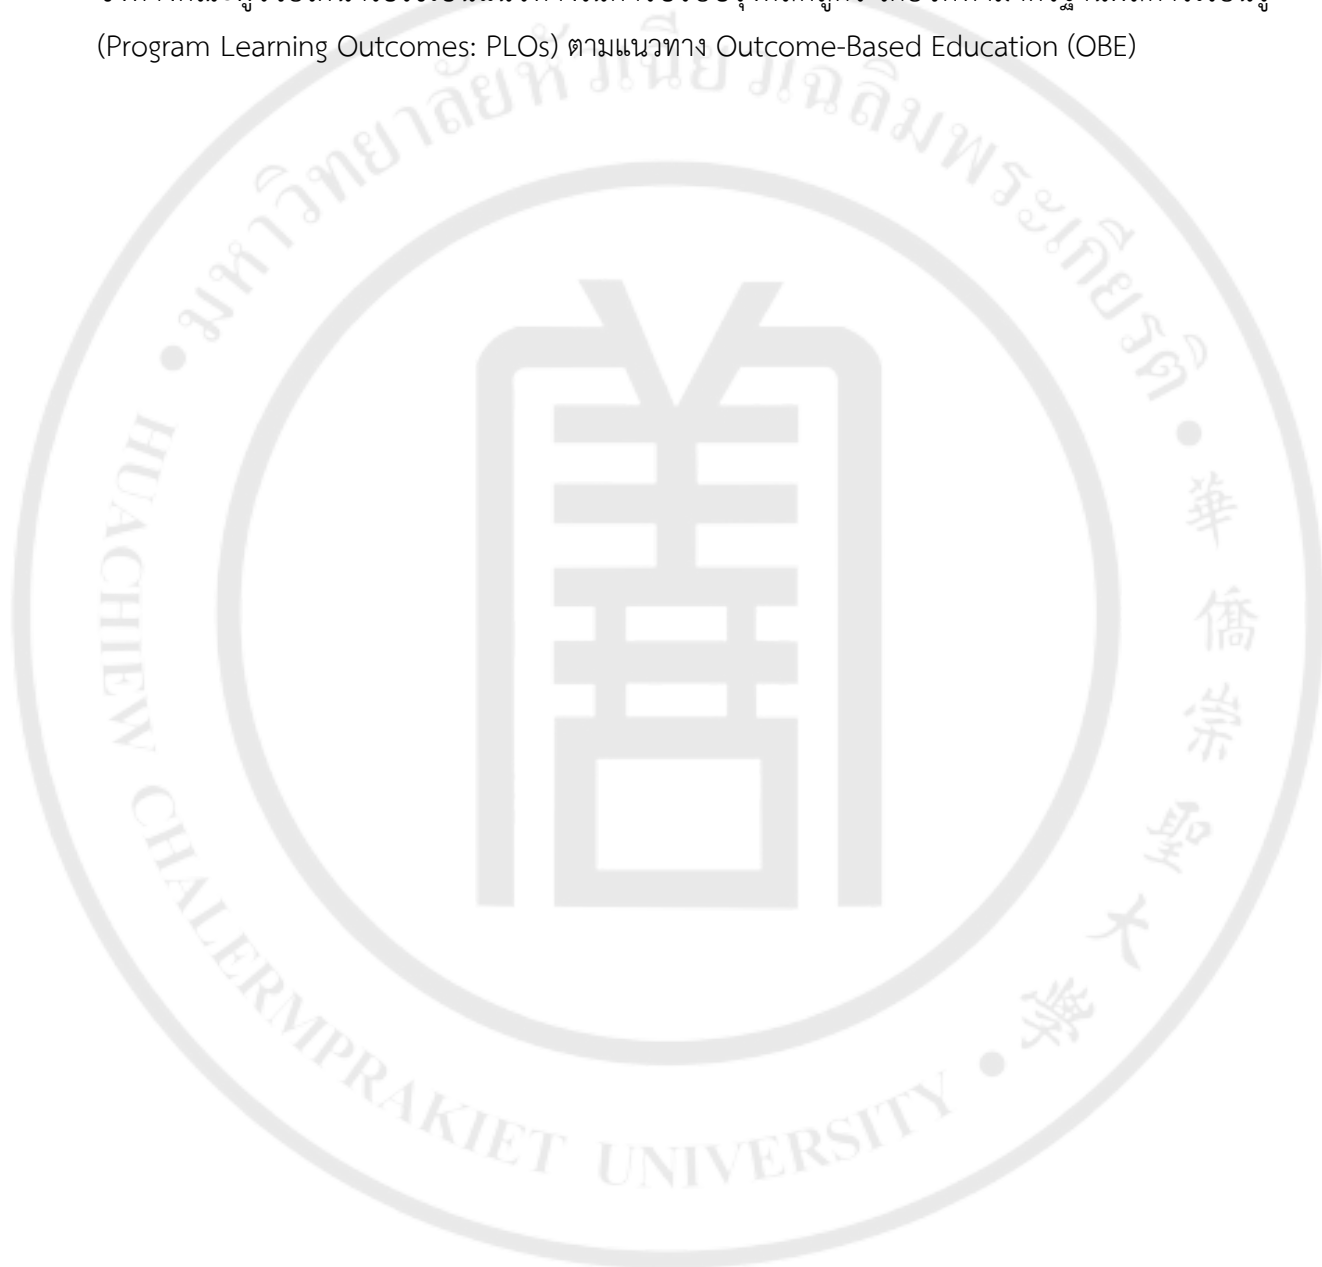 (Program Learning Outcomes: PLOs) ตามแนวทาง Outcome-Based Education (OBE)
มหาวิทยาลัยหัวเฉียวเฉลิมพระเกียรติ
華僑崇聖大學
HUACHIEW CHALERMPRAKIET UNIVERSITY